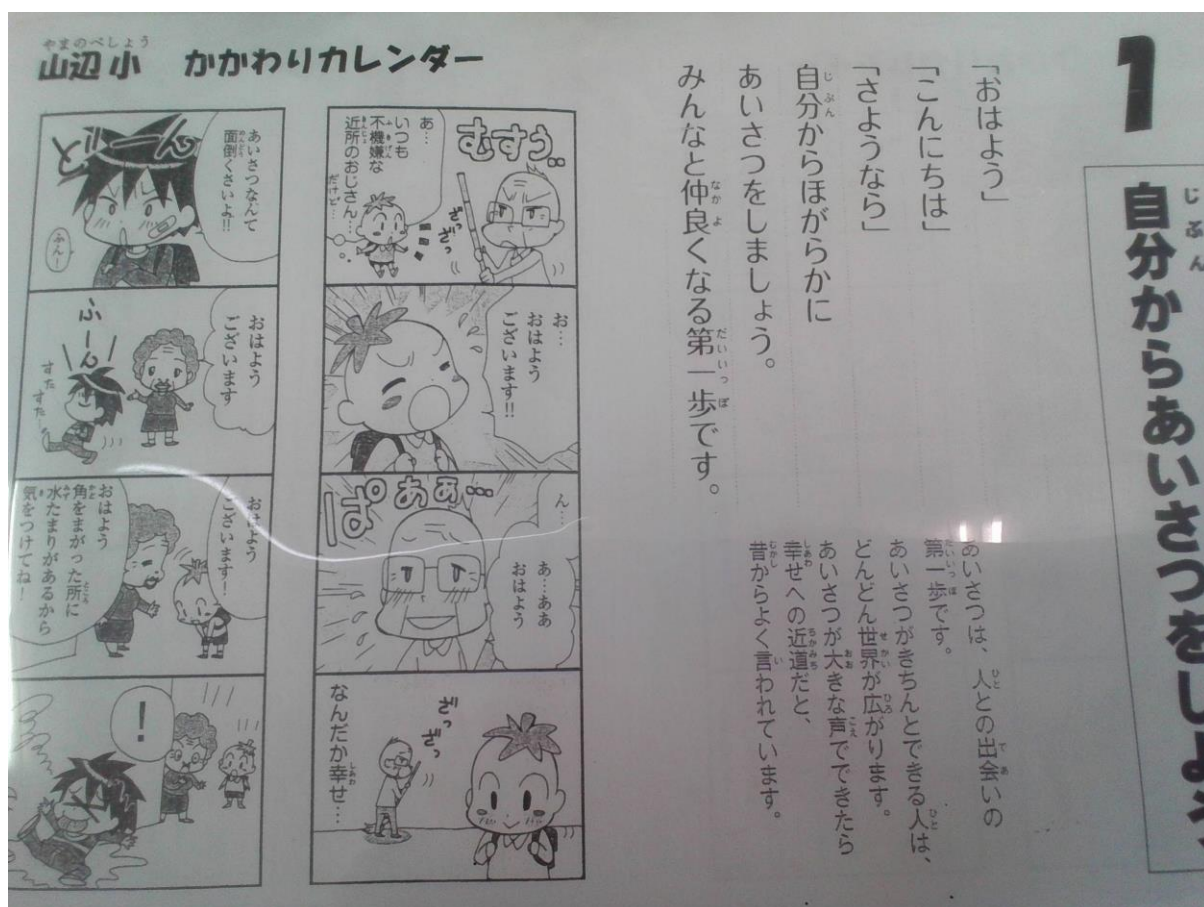 1
自分からあいさつをしよう
「おはよう」
「こんにちは」
「さようなら」
自分からほがらかに
あいさつをしましょう。
みんなと仲良くなる第一歩です。
あいさつは、人との出会いの
第一歩です。
あいさつがきちんとできる人は、
どんどん世界が広がります。
あいさつが大きな声でできたら
幸せへの近道だと、
昔からよく言われています。
山辺小 かかわりカレンダー
むすぅ
あ…
いつも
不機嫌な
近所のおじさん…
だけど…
ざっ
ざっ
お…
おはよう
ございます!!
ぱぁぁ…
ん…
あ…ああ
おはよう
ざっ
ざっ
なんだか幸せ…
あいさつなんて
面倒くさいよ!!
どーん
ふんー
おはよう
ございます
ふーん
すた
すた
おはよう
ございます!
おはよう
角をまがった所に
水たまりがあるから
気をつけてね!
!